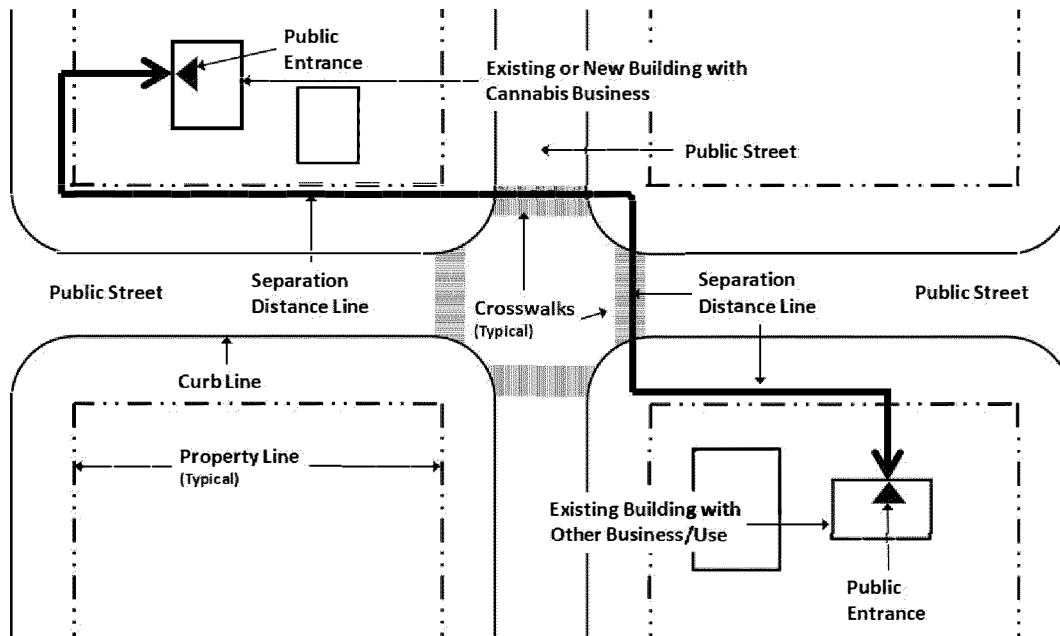 Public
Entrance
Existing or New Building with
Cannabis Business
Public Street
Public Street
Separation
Distance Line
Crosswalks
(Typical)
Separation
Distance Line
Public Street
Curb Line
Property Line
(Typical)
Existing Building with
Other Business/Use
Public
Entrance